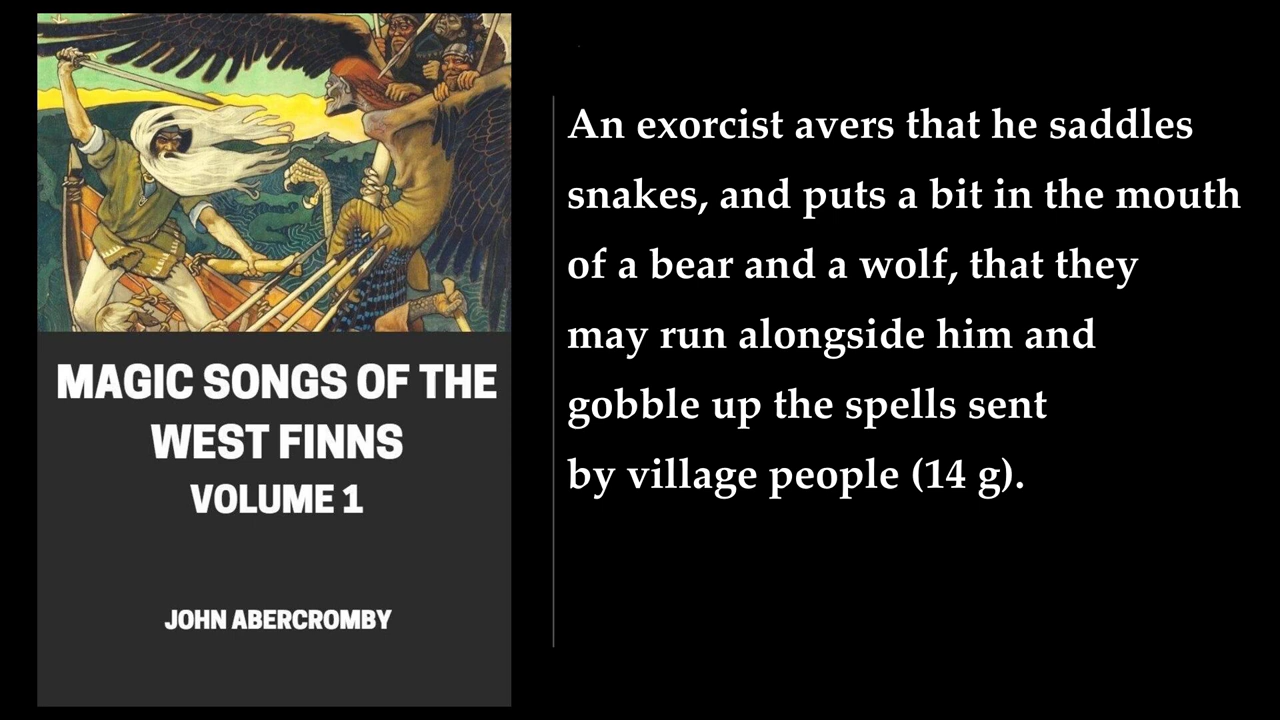 MAGIC SONGS OF THE
WEST FINNS
VOLUME 1
JOHN ABERCROMBY
An exorcist avers that he saddles
snakes, and puts a bit in the mouth
of a bear and a wolf, that they
may run alongside him and
gobble up the spells sent
by village people (14 g).